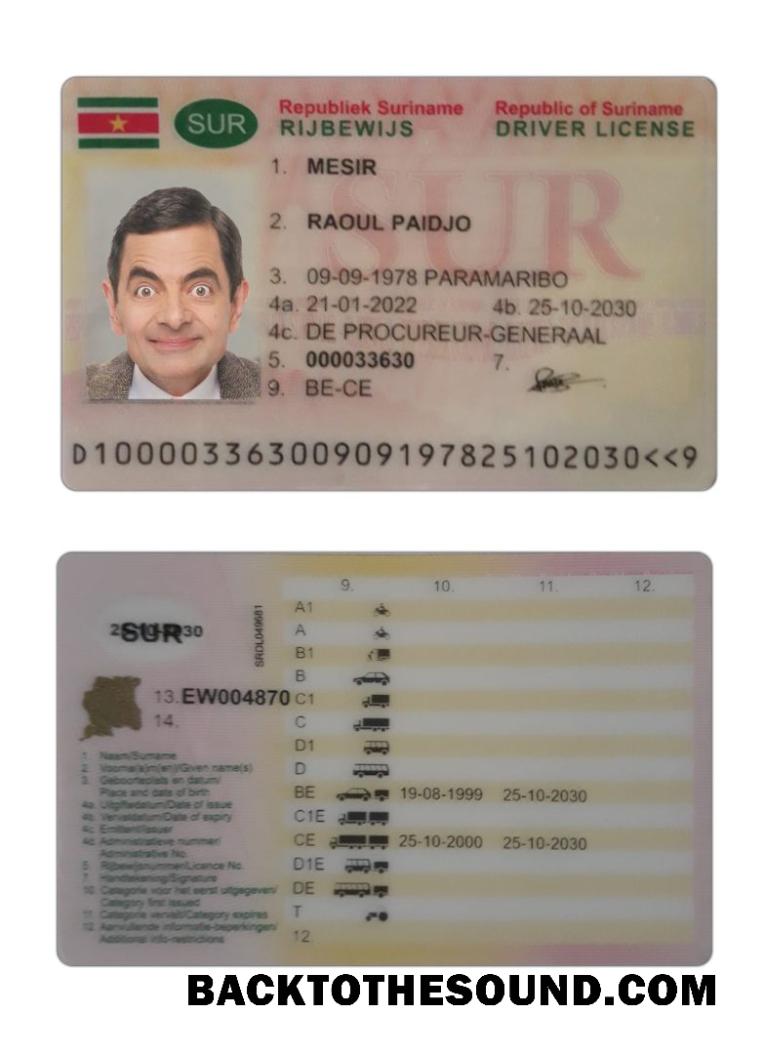 SUR
Republiek Suriname
RIJBEWIJS
Republic of Suriname
DRIVER LICENSE
1. MESIR
2. RAOUL PAIDJO
3. 09-09-1978 PARAMARIBO
4a. 21-01-2022 4b. 25-10-2030
4c. DE PROCUREUR-GENERAAL
5. 000033630 7.
9. BE-CE
SUR
D10000336300909197825102030<<9
9. 10. 11. 12.
SUR
SRDL049681
13. EW004870
14.
A1
A
B1
B
C1
C
D1
D
BE 19-08-1999 25-10-2030
C1E
CE 25-10-2000 25-10-2030
D1E
DE
T
12.
1. Naam/Surname
2. Vooma(a)m(en)/Given name(s)
3. Geboorteplats en datum/
Place and date of birth
4a. Uitgiftedatum/Date of issue
4b. Vervaldatum/Date of expiry
4c. Emittent/Issuer
4d. Administratieve nummer/
Administrative No.
5. Rijbewijsnummer/Licence No.
7. Handtekening/Signature
10. Categorie voor het eerst uitgegeven/
Category first issued
11. Categorie vervalt/Category expires
12. Aanvullende informatie-beperkingen/
Additional info-restrictions
BACKTOTHESOUND.COM